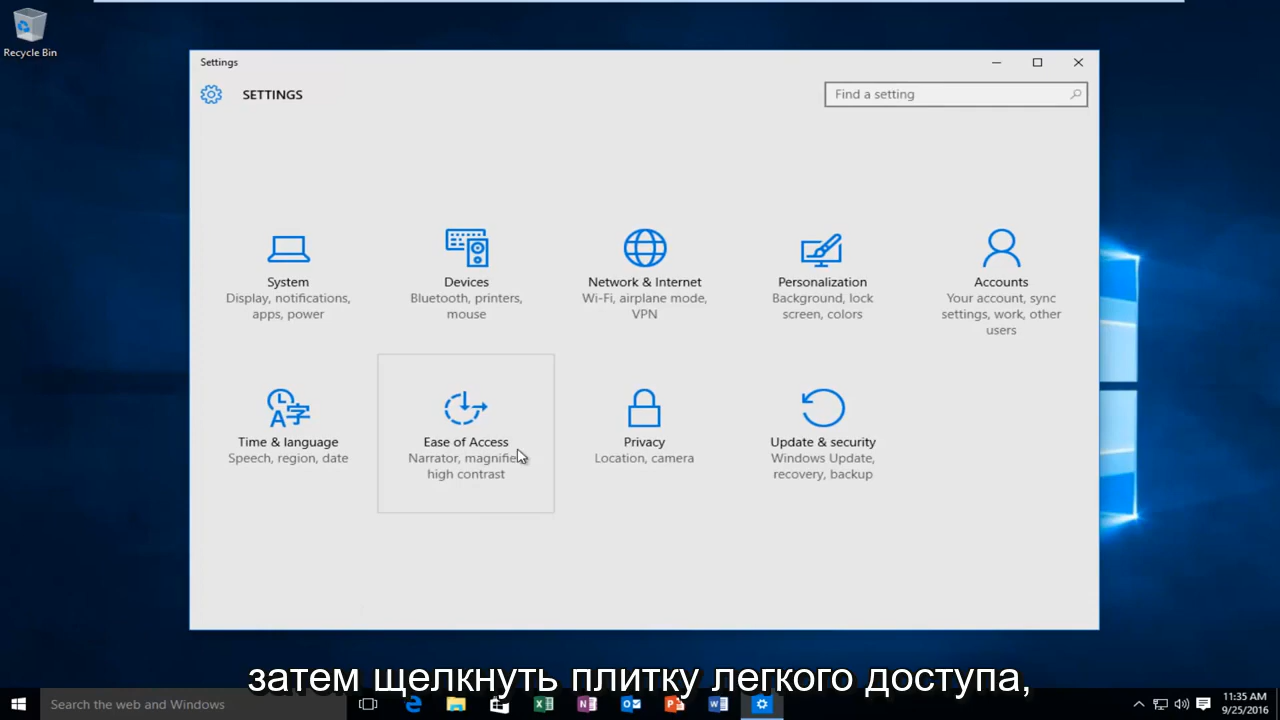 Recycle Bin
Settings
SETTINGS
Find a setting
System
Display, notifications,
apps, power
Devices
Bluetooth, printers,
mouse
Network & Internet
Wi-Fi, airplane mode,
VPN
Personalization
Background, lock
screen, colors
Accounts
Your account, sync
settings, work, other
users
Time & language
Speech, region, date
Ease of Access
Narrator, magnifier,
high contrast
Privacy
Location, camera
Update & security
Windows Update,
recovery, backup
затем щелкнуть плитку легкого доступа,
Search the web and Windows
11:35 AM
9/25/2016